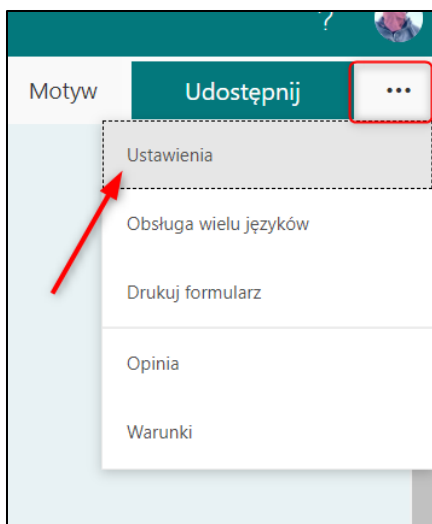 ?
Motyw
Udostępnij
...
Ustawienia
Obsługa wielu języków
Drukuj formularz
Opinia
Warunki